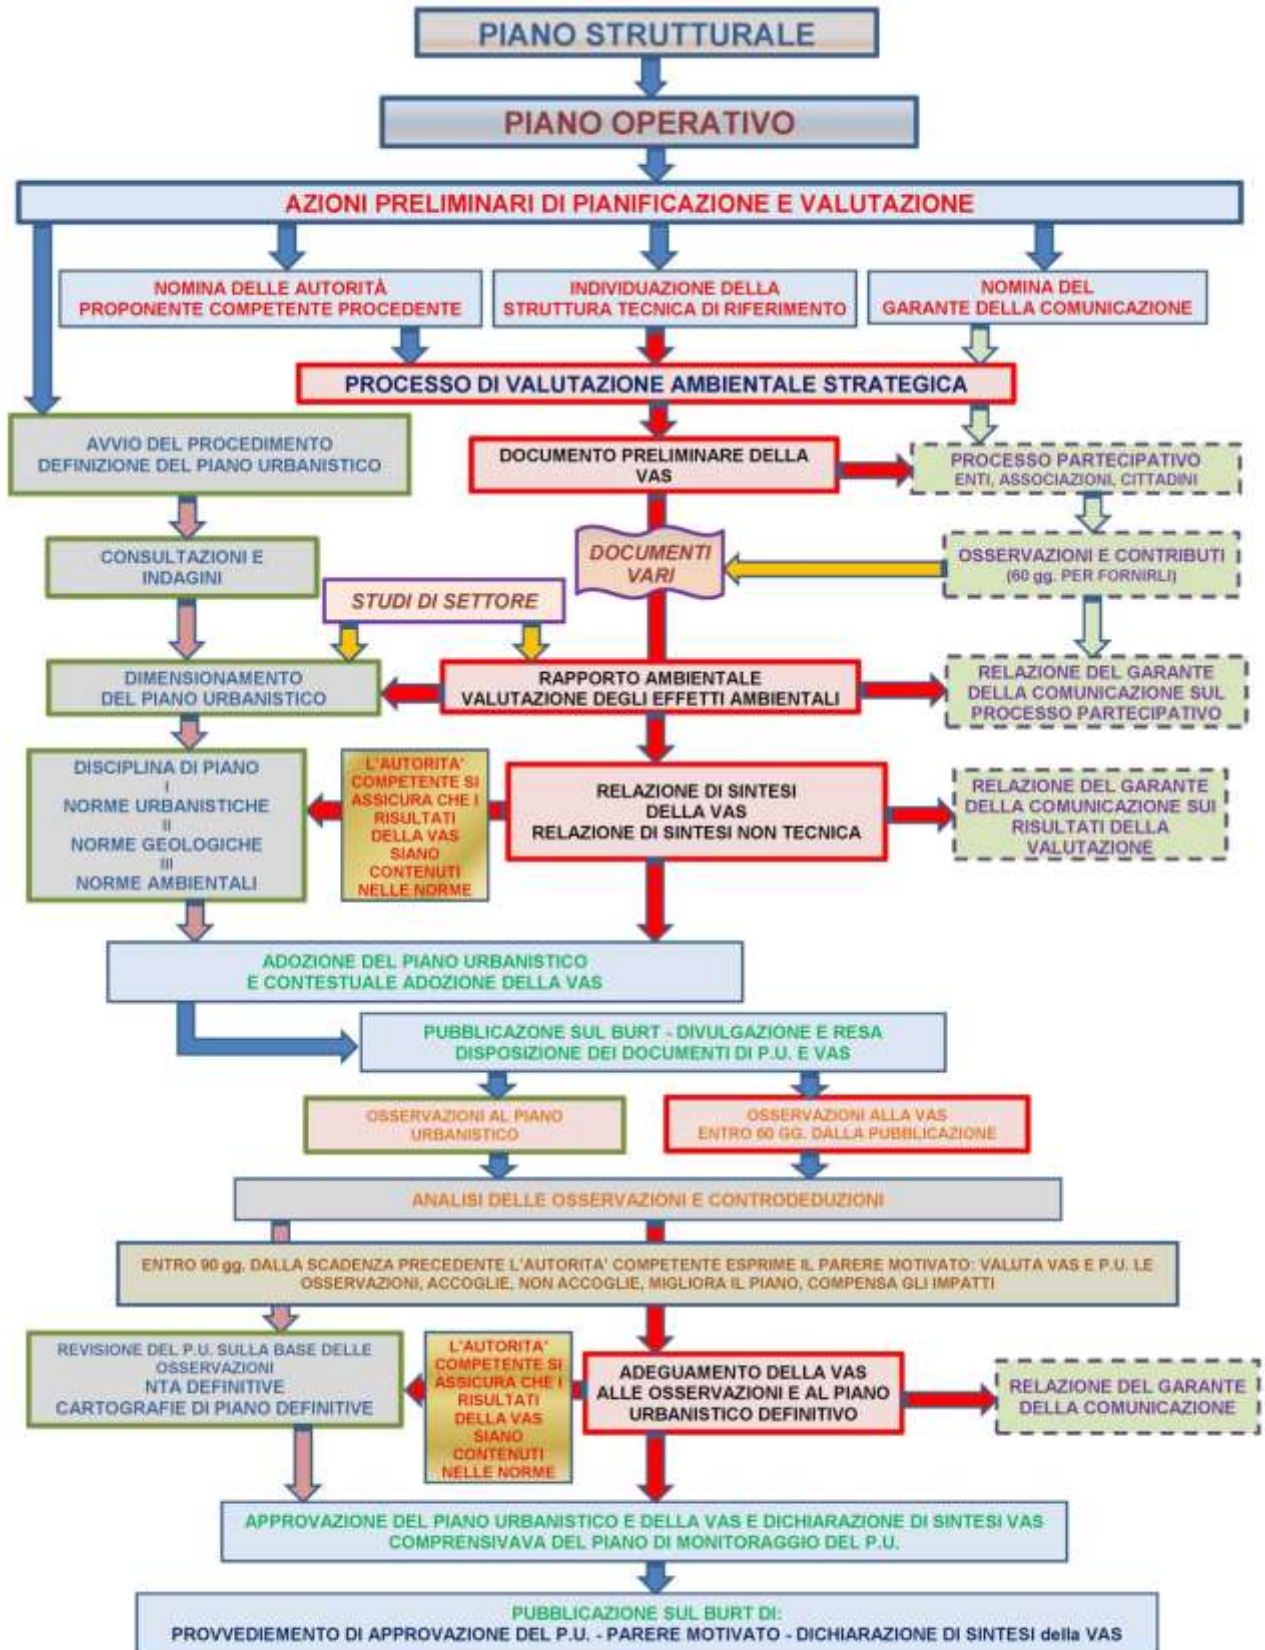 PIANO STRUTTURALE
PIANO OPERATIVO
AZIONI PRELIMINARI DI PIANIFICAZIONE E VALUTAZIONE
NOMINA DELLE AUTORITÀ
PROPONENTE COMPETENTE PROCEDENTE
INDIVIDUAZIONE DELLA
STRUTTURA TECNICA DI RIFERIMENTO
NOMINA DEL
GARANTE DELLA COMUNICAZIONE
PROCESSO DI VALUTAZIONE AMBIENTALE STRATEGICA
AVVIO DEL PROCEDIMENTO
DEFINIZIONE DEL PIANO URBANISTICO
DOCUMENTO PRELIMINARE DELLA
VAS
PROCESSO PARTECIPATIVO
ENTI, ASSOCIAZIONI, CITTADINI
CONSULTAZIONI E
INDAGINI
DOCUMENTI
VARI
OSSERVAZIONI E CONTRIBUTI
(60 gg. PER FORNIRLI)
STUDI DI SETTORE
DIMENSIONAMENTO
DEL PIANO URBANISTICO
RAPPORTO AMBIENTALE
VALUTAZIONE DEGLI EFFETTI AMBIENTALI
RELAZIONE DEL GARANTE
DELLA COMUNICAZIONE SUL
PROCESSO PARTECIPATIVO
DISCIPLINA DI PIANO
I
NORME URBANISTICHE
II
NORME GEOLOGICHE
III
NORME AMBIENTALI
L'AUTORITA'
COMPETENTE SI
ASSICURA CHE I
RISULTATI
DELLA VAS
SIANO
CONTENUTI
NELLE NORME
RELAZIONE DI SINTESI
DELLA VAS
RELAZIONE DI SINTESI NON TECNICA
RELAZIONE DEL GARANTE
DELLA COMUNICAZIONE SUI
RISULTATI DELLA
VALUTAZIONE
ADOZIONE DEL PIANO URBANISTICO
E CONTESTUALE ADOZIONE DELLA VAS
PUBBLICAZONE SUL BURT - DIVULGAZIONE E RESA
DISPOSIZIONE DEI DOCUMENTI DI P.U. E VAS
OSSERVAZIONI AL PIANO
URBANISTICO
OSSERVAZIONI ALLA VAS
ENTRO 60 GG. DALLA PUBBLICAZIONE
ANALISI DELLE OSSERVAZIONI E CONTRODEDUZIONI
ENTRO 90 gg. DALLA SCADENZA PRECEDENTE L'AUTORITA' COMPETENTE ESPRIME IL PARERE MOTIVATO: VALUTA VAS E P.U. LE
OSSERVAZIONI, ACCOGLIE, NON ACCOGLIE, MIGLIORA IL PIANO, COMPENSA GLI IMPATTI
REVISIONE DEL P.U. SULLA BASE DELLE
OSSERVAZIONI
NTA DEFINITIVE
CARTOGRAFIE DI PIANO DEFINITIVE
L'AUTORITA'
COMPETENTE SI
ASSICURA CHE I
RISULTATI
DELLA VAS
SIANO
CONTENUTI
NELLE NORME
ADEGUAMENTO DELLA VAS
ALLE OSSERVAZIONI E AL PIANO
URBANISTICO DEFINITIVO
RELAZIONE DEL GARANTE
DELLA COMUNICAZIONE
APPROVAZIONE DEL PIANO URBANISTICO E DELLA VAS E DICHIARAZIONE DI SINTESI VAS
COMPRENSIVAVA DEL PIANO DI MONITORAGGIO DEL P.U.
PUBBLICAZIONE SUL BURT DI:
PROVVEDIEMENTO DI APPROVAZIONE DEL P.U. - PARERE MOTIVATO - DICHIARAZIONE DI SINTESI della VAS